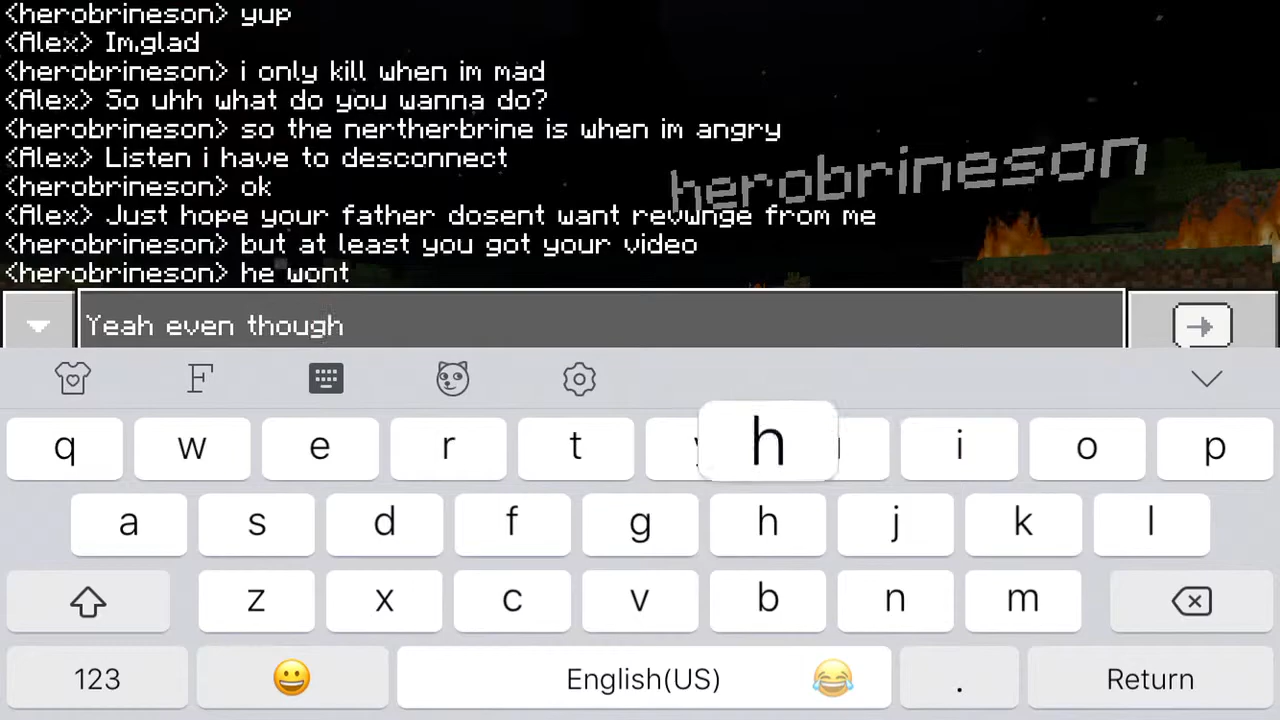 <herobrineson> yup
<Alex> Im.glad
<herobrineson> i only kill when im mad
<Alex> So uhh what do you wanna do?
<herobrineson> so the nertherbrine is when im angry
<Alex> Listen i have to desconnect
<herobrineson> ok
herobrineson
<Alex> Just hope your father dosent want revwnge from me
<herobrineson> but at least you got your video
<herobrineson> he wont
Yeah even though
F
q w e r t y h i o p
a s d f g h j k l
z x c v b n m
123 English(US) . Return